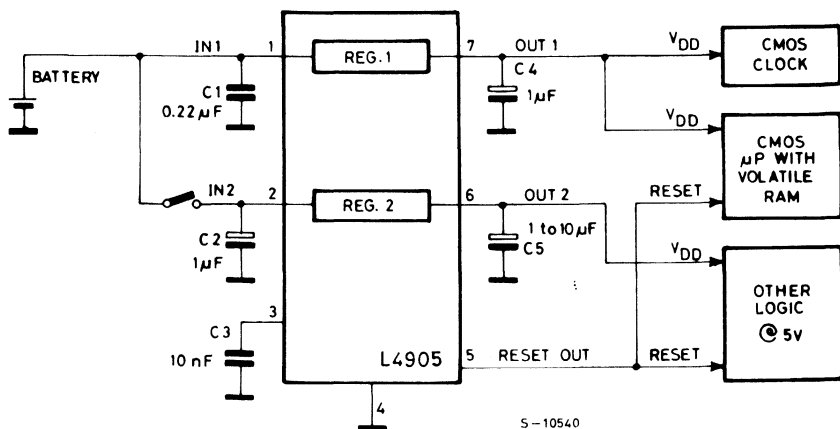 IN1
1
REG. 1
7
OUT 1
VDD
CMOS
CLOCK
BATTERY
C1
0.22µF
C4
1µF
VDD
CMOS
µP WITH
VOLATILE
RAM
IN2
2
REG. 2
6
OUT 2
RESET
C2
1µF
1 to 10µF
C5
VDD
OTHER
LOGIC
@ 5V
3
C3
10 nF
L4905
5
RESET OUT
RESET
4
S-10540